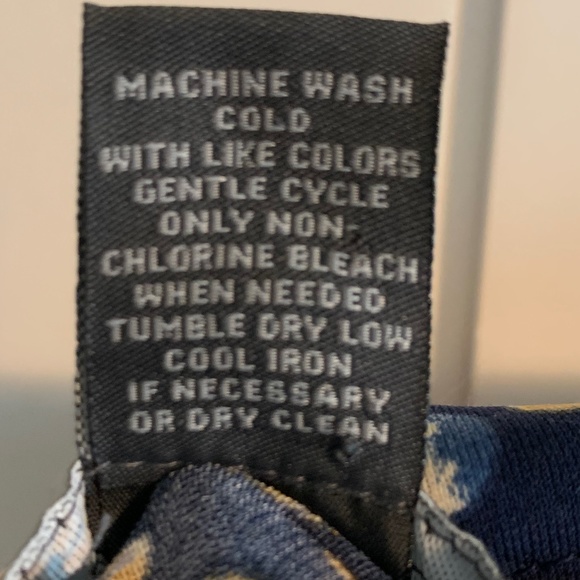 MACHINE WASH
COLD
WITH LIKE COLORS
GENTLE CYCLE
ONLY NON-
CHLORINE BLEACH
WHEN NEEDED
TUMBLE DRY LOW
COOL IRON
IF NECESSARY
OR DRY CLEAN